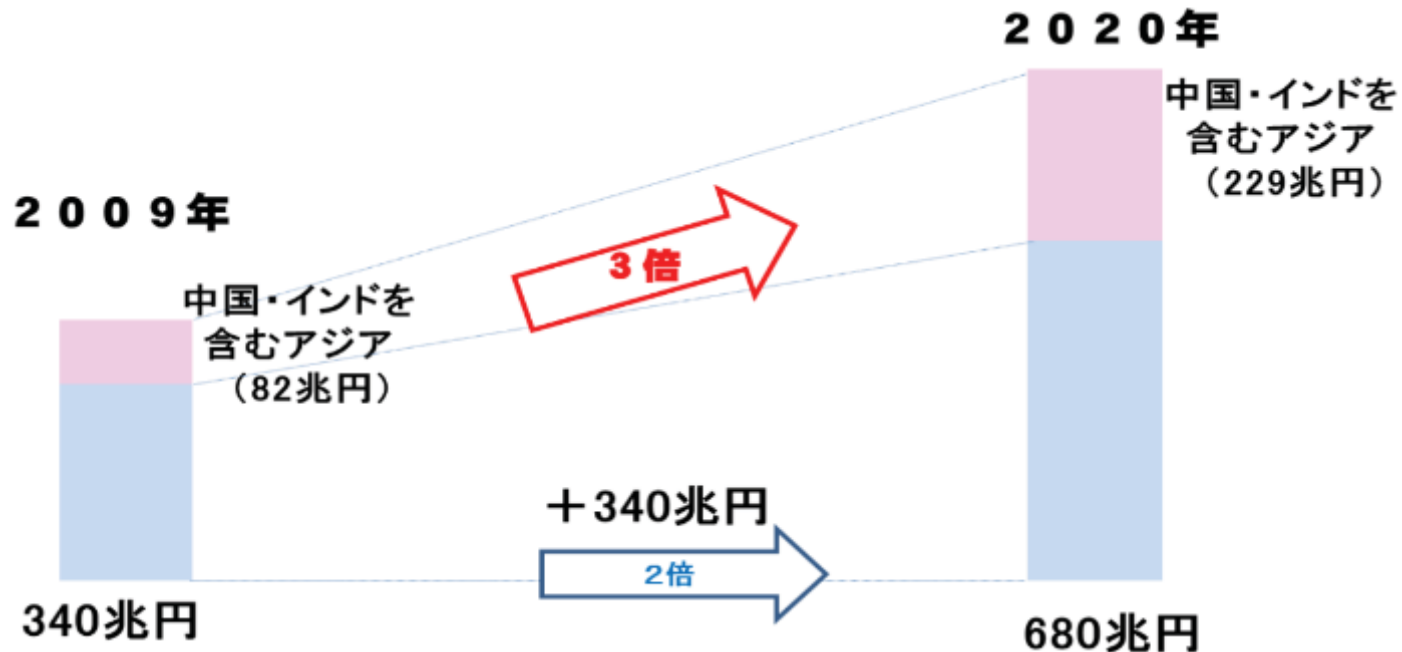 ２０２０年
中国・インドを
含むアジア
（229兆円）
２００９年
３倍
中国・インドを
含むアジア
（82兆円）
＋340兆円
2倍
340兆円
680兆円